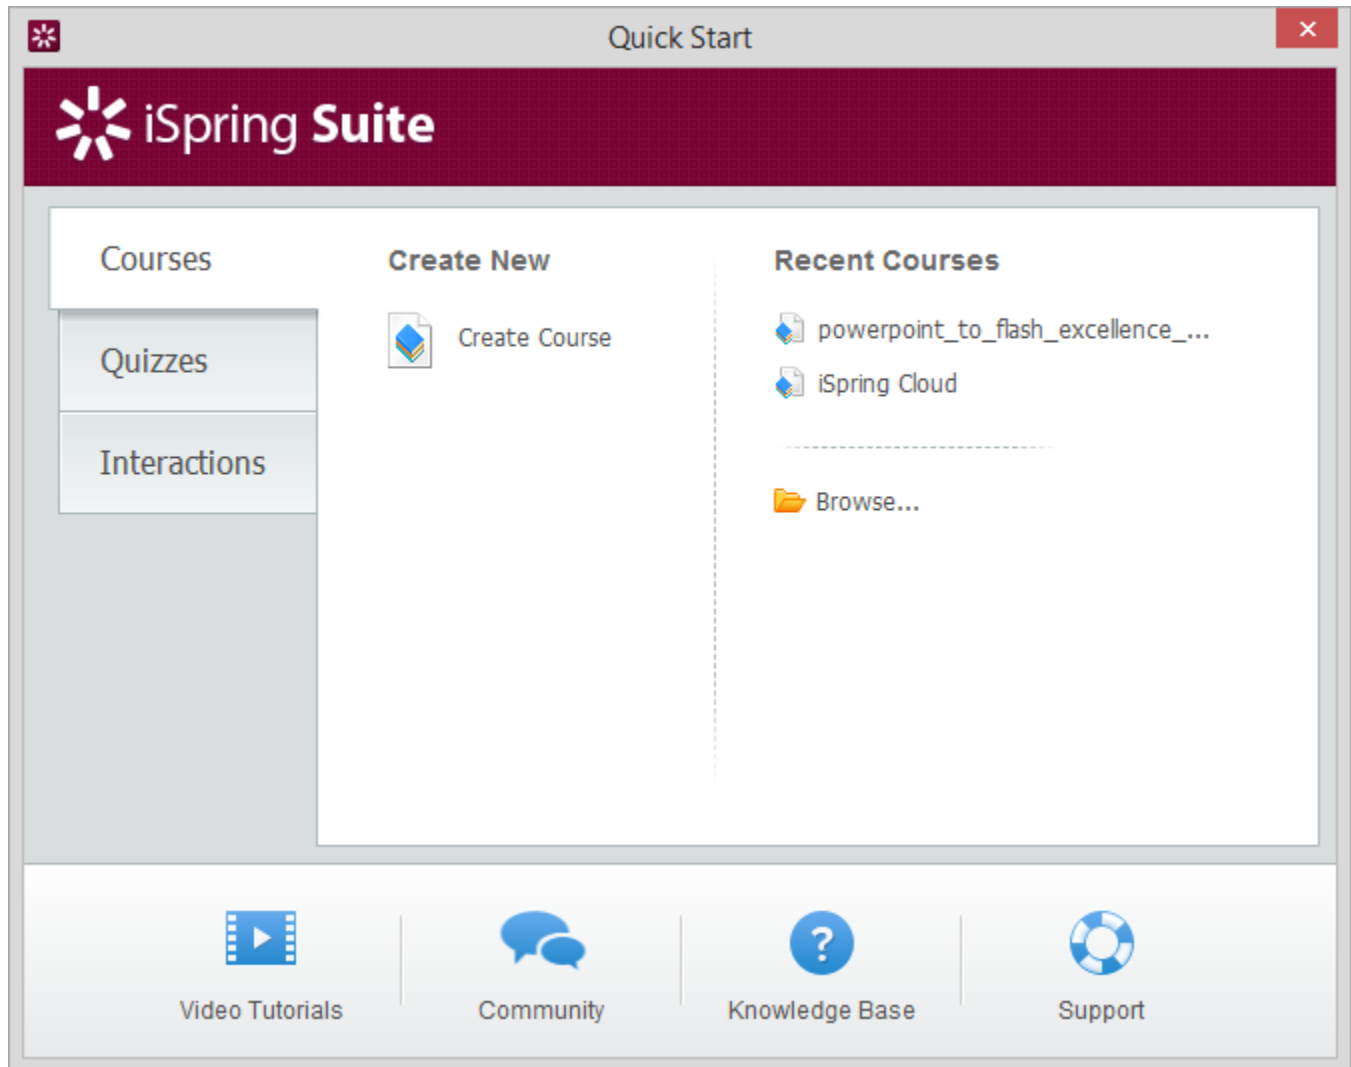 Quick Start
iSpring Suite
Courses
Quizzes
Interactions
Create New
Create Course
Recent Courses
powerpoint_to_flash_excellence_...
iSpring Cloud
Browse...
Video Tutorials
Community
Knowledge Base
Support